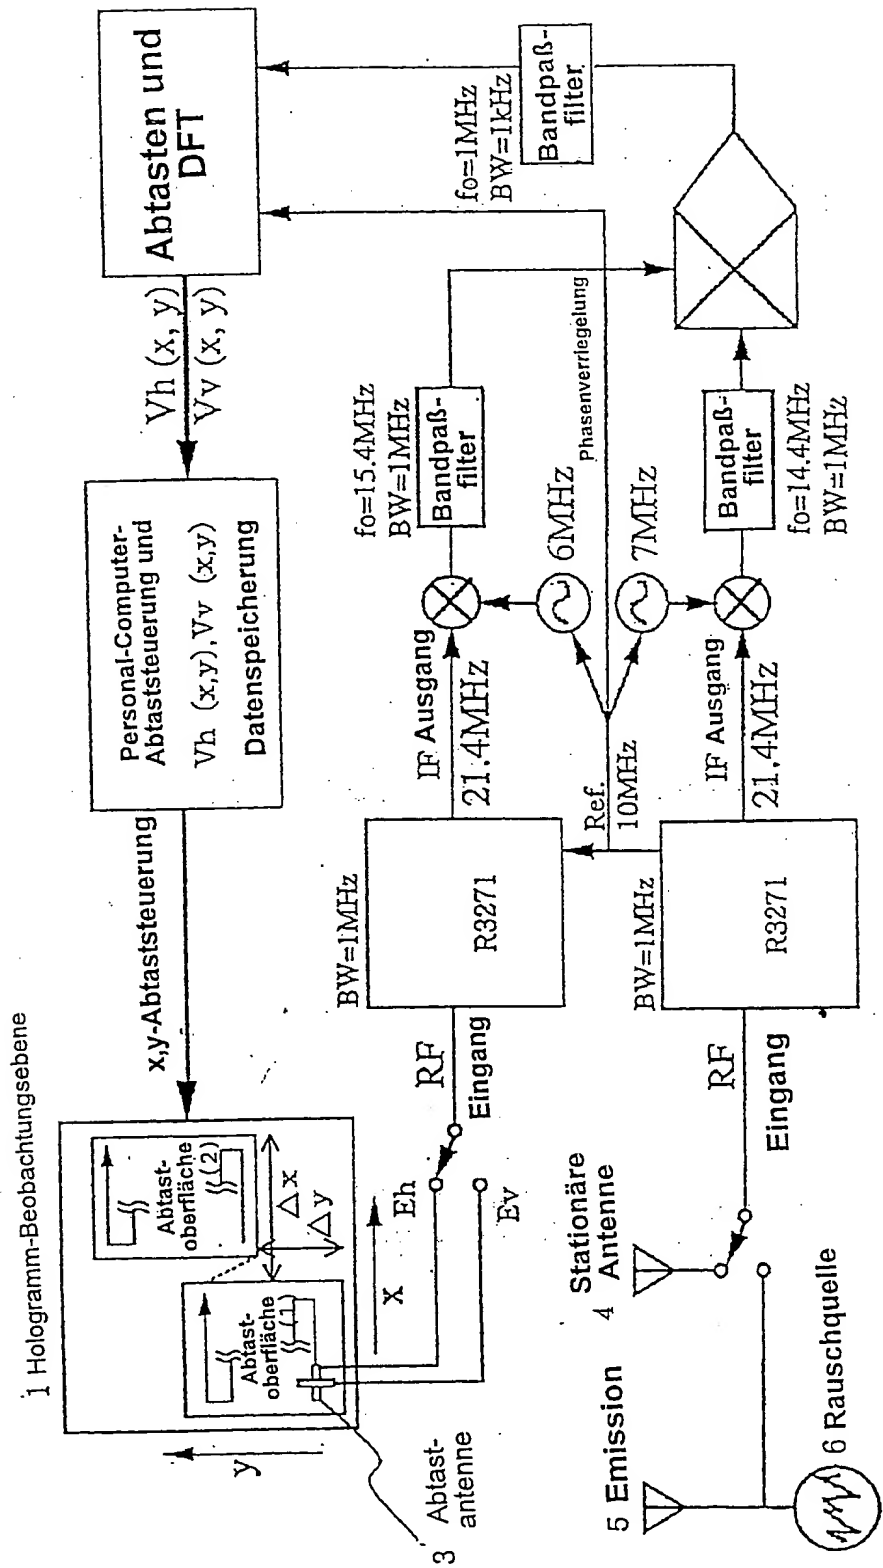 1 Hologramm-Beobachtungsebene
y
Abtast-
oberfläche
(1)
Abtast-
oberfläche
(2)
Δx
Δy
x
3 Abtast-
antenne
x,y-Abtaststeuerung
Personal-Computer-
Abtaststeuerung und
Vh (x,y), Vv (x,y)
Datenspeicherung
Vh (x, y)
Vv (x, y)
Abtasten und
DFT
Eh
Ev
RF
Eingang
BW=1MHz
R3271
IF Ausgang
21.4MHz
fo=15.4MHz
BW=1MHz
Bandpaß-
filter
6MHz
Phasenverriegelung
7MHz
Ref.
10MHz
fo=1MHz
BW=1kHz
Bandpaß-
filter
5 Emission
6 Rauschquelle
Stationäre
Antenne
4
RF
Eingang
BW=1MHz
R3271
IF Ausgang
21.4MHz
Bandpaß-
filter
fo=14.4MHz
BW=1MHz